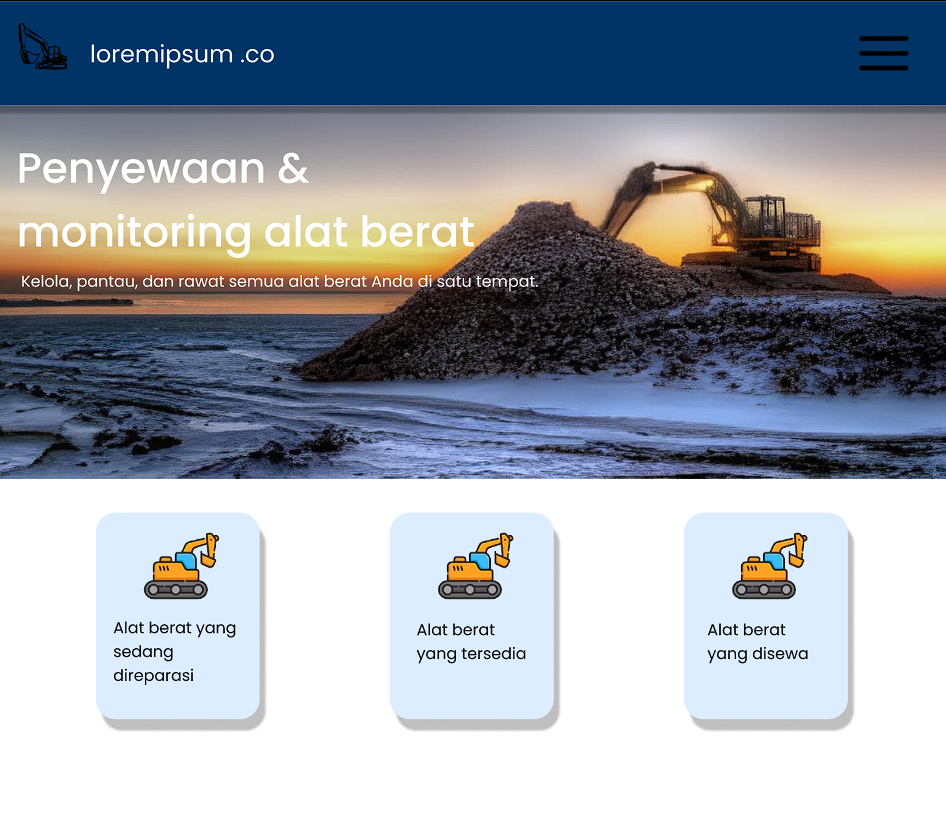 loremipsum .co
Penyewaan &
monitoring alat berat
Kelola, pantau, dan rawat semua alat berat Anda di satu tempat.
Alat berat yang
sedang
direparasi
Alat berat
yang tersedia
Alat berat
yang disewa